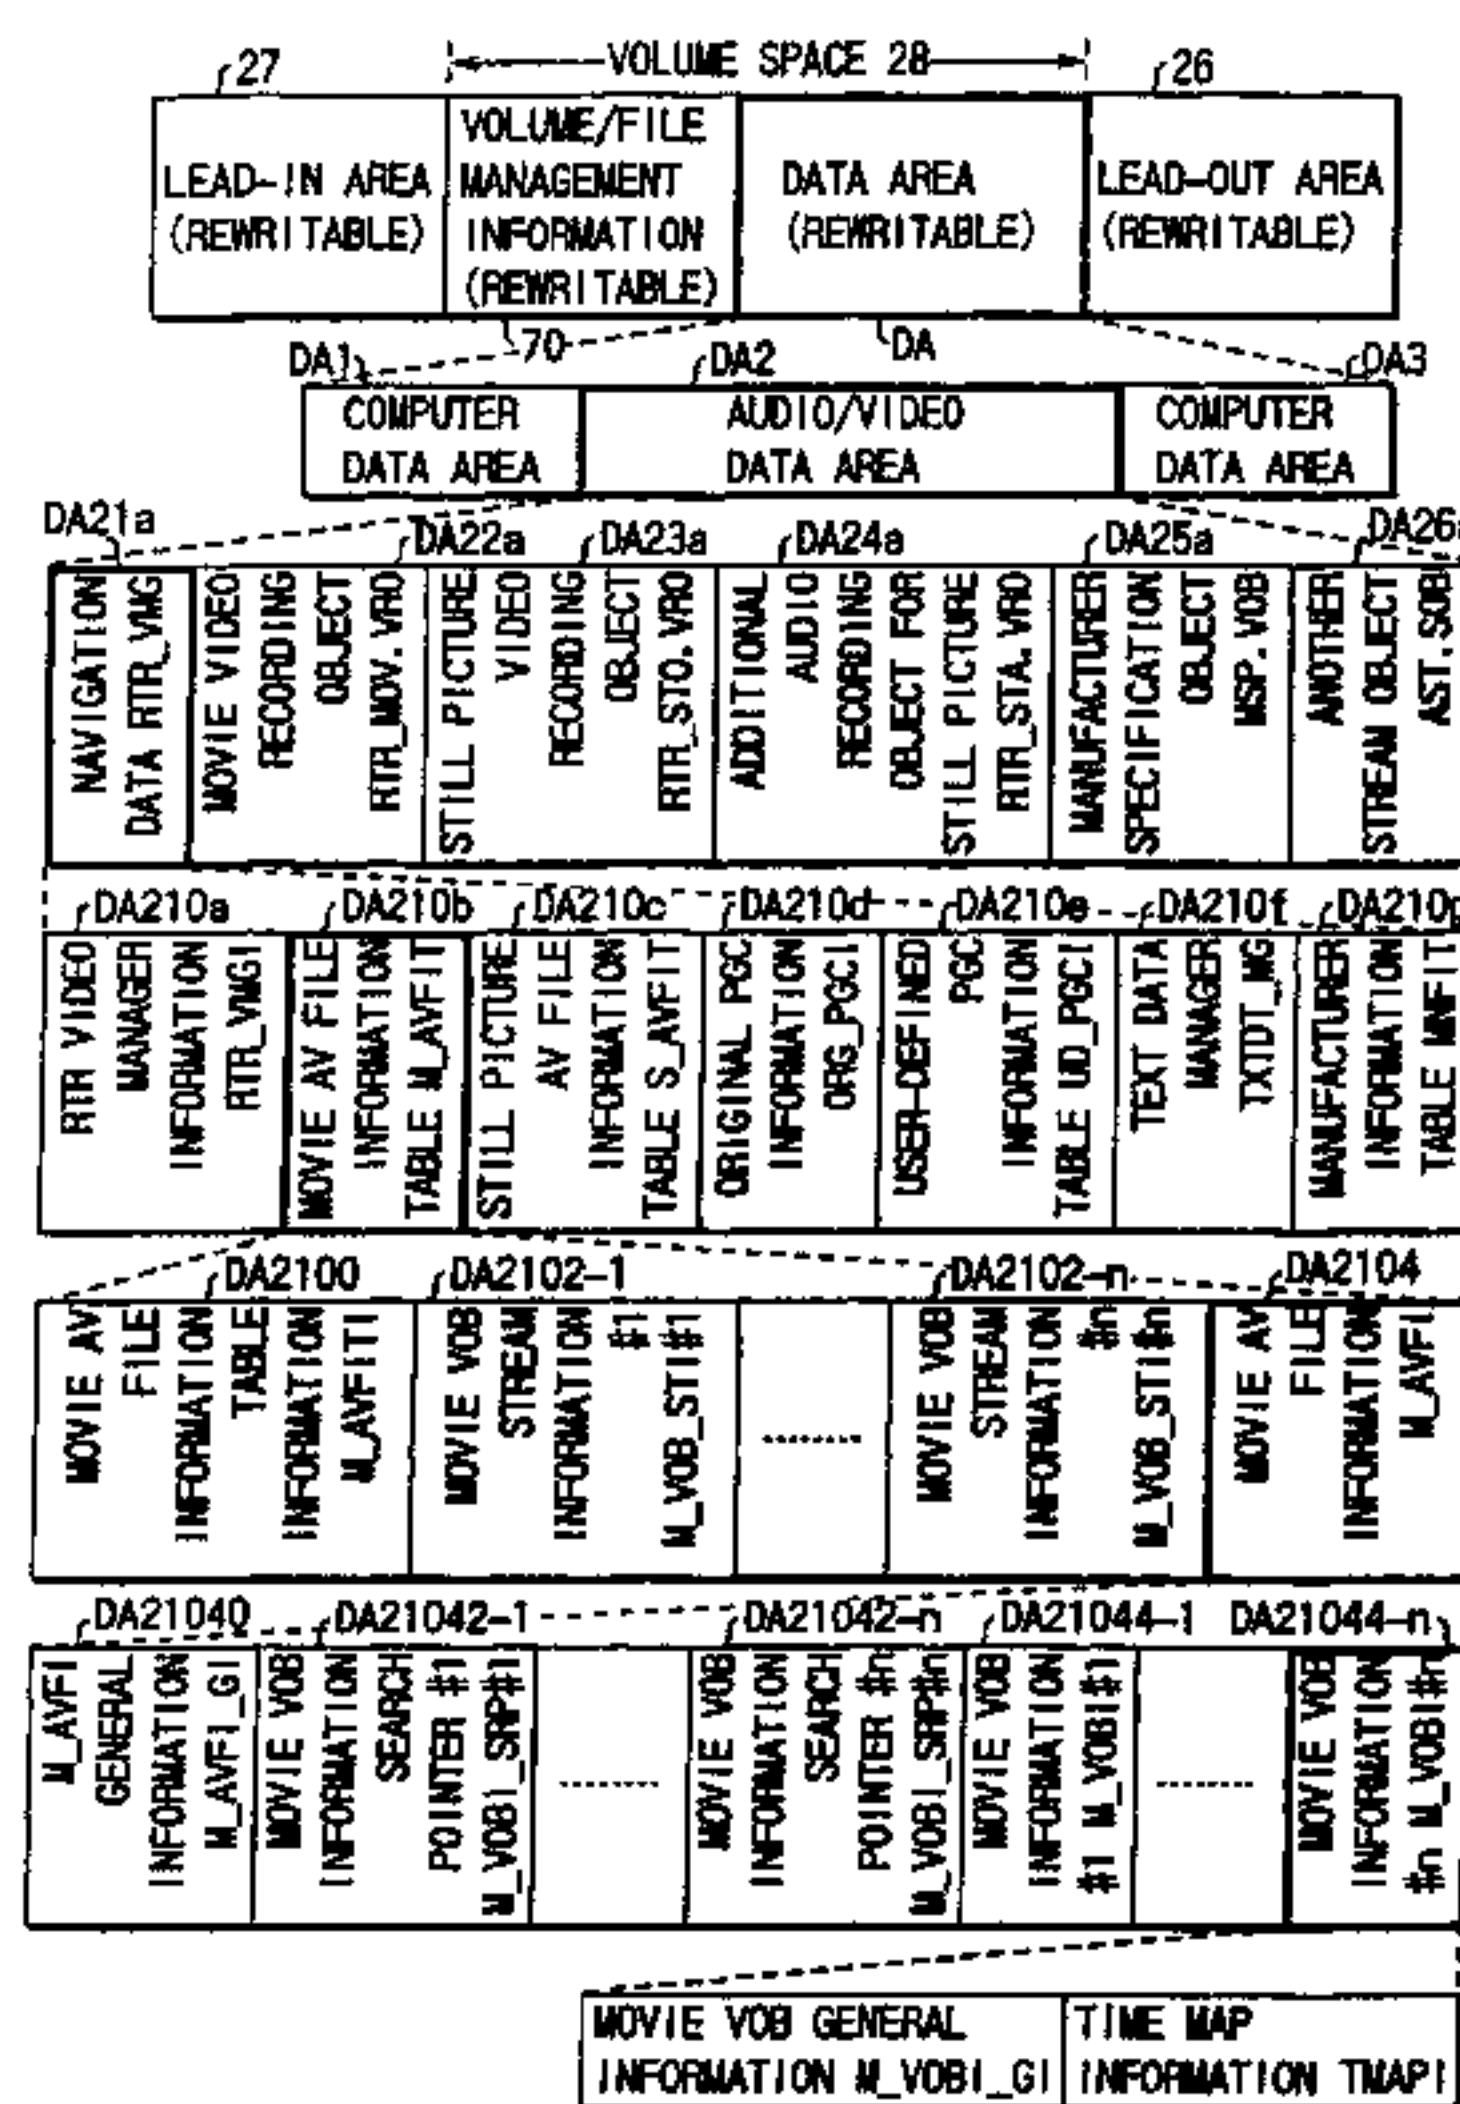 VOLUME SPACE 28
27
26
LEAD-IN AREA
(REWRITABLE)
VOLUME/FILE
MANAGEMENT
INFORMATION
(REWRITABLE)
DATA AREA
(REWRITABLE)
LEAD-OUT AREA
(REWRITABLE)
70
DA
DA1
DA2
DA3
COMPUTER
DATA AREA
AUDIO/VIDEO
DATA AREA
COMPUTER
DATA AREA
DA21a
DA22a
DA23a
DA24a
DA25a
DA26a
NAVIGATION
DATA RTR_VMG
MOVIE VIDEO
RECORDING
OBJECT
RTR_MOV.VRO
STILL PICTURE
VIDEO
RECORDING
OBJECT
RTR_STO.VRO
ADDITIONAL
AUDIO
RECORDING
OBJECT FOR
STILL PICTURE
RTR_STA.VRO
MANUFACTURER
SPECIFICATION
OBJECT
MSP.VOB
ANOTHER
STREAM OBJECT
AST.SOB
DA210a
DA210b
DA210c
DA210d
DA210e
DA210f
DA210g
RTR VIDEO
MANAGER
INFORMATION
RTR_VMGI
MOVIE AV FILE
INFORMATION
TABLE M_AVFIT
STILL PICTURE
AV FILE
INFORMATION
TABLE S_AVFIT
ORIGINAL PGC
INFORMATION
ORG_PGCI
USER-DEFINED
PGC
INFORMATION
TABLE UD_PGCI
TEXT DATA
MANAGER
TXTDT_MG
MANUFACTURER
INFORMATION
TABLE MNFIT
DA2100
DA2102-1
DA2102-n
DA2104
MOVIE AV
FILE
INFORMATION
TABLE
INFORMATION
M_AVFITI
MOVIE VOB
STREAM
INFORMATION
#1
M_VOB_STI#1
........
MOVIE VOB
STREAM
INFORMATION
#n
M_VOB_STI#n
MOVIE AV
FILE
INFORMATION
M_AVFI
DA21040
DA21042-1
DA21042-n
DA21044-1
DA21044-n
M_AVFI
GENERAL
INFORMATION
M_AVFI_GI
MOVIE VOB
INFORMATION
SEARCH
POINTER #1
M_VOBI_SRP#1
........
MOVIE VOB
INFORMATION
SEARCH
POINTER #n
M_VOBI_SRP#n
MOVIE VOB
INFORMATION
#1 M_VOBI#1
........
MOVIE VOB
INFORMATION
#n M_VOBI#n
MOVIE VOB GENERAL
INFORMATION M_VOBI_GI
TIME MAP
INFORMATION TMAPI